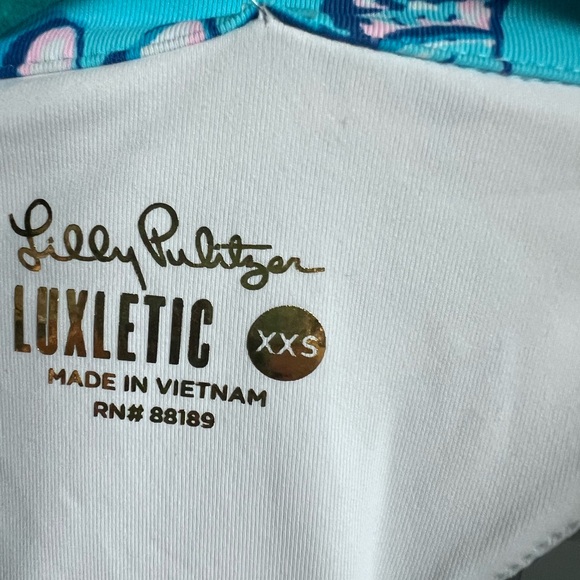 Lilly Pulitzer
LUXLETIC XXS
MADE IN VIETNAM
RN# 88189